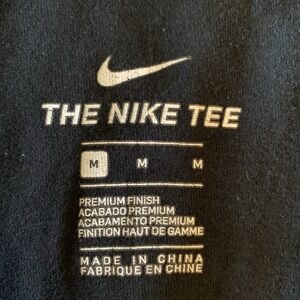 THE NIKE TEE
M M M
PREMIUM FINISH
ACABADO PREMIUM
ACABAMENTO PREMIUM
FINITION HAUT DE GAMME
MADE IN CHINA
FABRIQUE EN CHINE